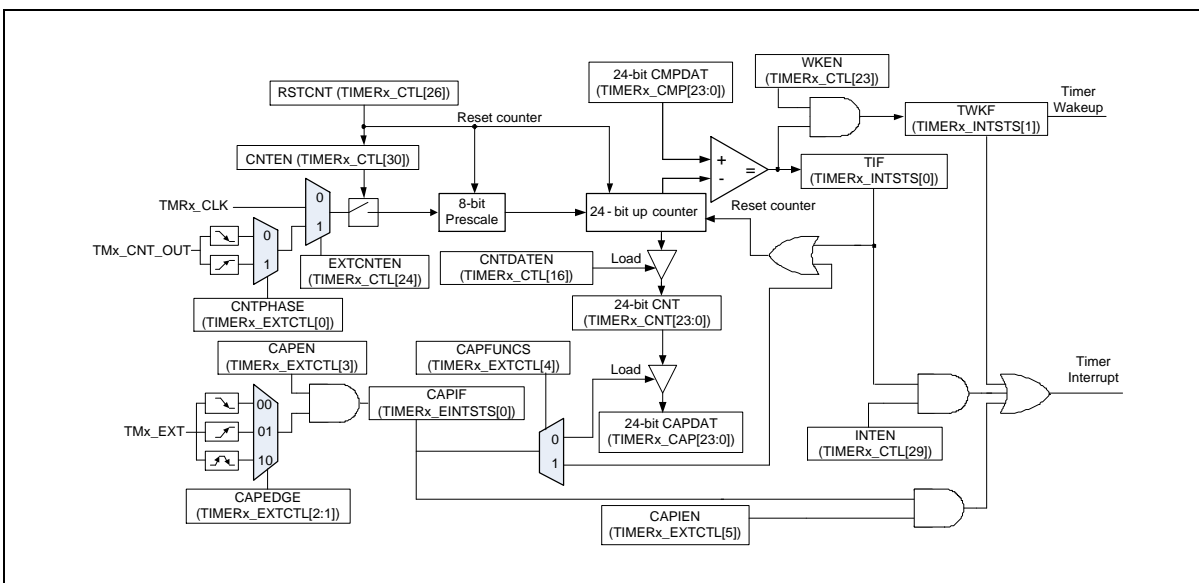 RSTCNT (TIMERx_CTL[26])
Reset counter
24-bit CMPDAT
(TIMERx_CMP[23:0])
WKEN
(TIMERx_CTL[23])
TWKF
(TIMERx_INTSTS[1])
Timer
Wakeup
CNTEN (TIMERx_CTL[30])
+
-
=
TIF
(TIMERx_INTSTS[0])
TMRx_CLK
0
1
8-bit
Prescale
24 - bit up counter
Reset counter
TMx_CNT_OUT
0
1
EXTCNTEN
(TIMERx_CTL[24])
CNTDATEN
(TIMERx_CTL[16])
Load
24-bit CNT
(TIMERx_CNT[23:0])
CNTPHASE
(TIMERx_EXTCTL[0])
CAPEN
(TIMERx_EXTCTL[3])
CAPFUNCS
(TIMERx_EXTCTL[4])
Load
24-bit CAPDAT
(TIMERx_CAP[23:0])
Timer
Interrupt
CAPIF
(TIMERx_EINTSTS[0])
TMx_EXT
00
01
10
0
1
INTEN
(TIMERx_CTL[29])
CAPEDGE
(TIMERx_EXTCTL[2:1])
CAPIEN
(TIMERx_EXTCTL[5])